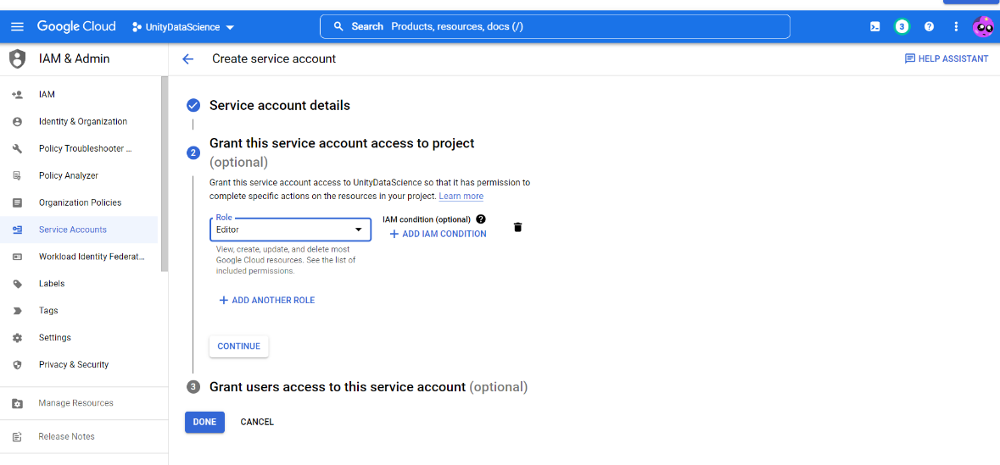 Google Cloud
UnityDataScience
Search Products, resources, docs (/)
3
IAM & Admin
Create service account
HELP ASSISTANT
IAM
Identity & Organization
Policy Troubleshooter ...
Policy Analyzer
Organization Policies
Service Accounts
Workload Identity Federat...
Labels
Tags
Settings
Privacy & Security
Manage Resources
Release Notes
Service account details
2
Grant this service account access to project
(optional)
Grant this service account access to UnityDataScience so that it has permission to
complete specific actions on the resources in your project. Learn more
Role
Editor
IAM condition (optional)
+ ADD IAM CONDITION
View, create, update, and delete most
Google Cloud resources. See the list of
included permissions.
+ ADD ANOTHER ROLE
CONTINUE
3
Grant users access to this service account (optional)
DONE
CANCEL